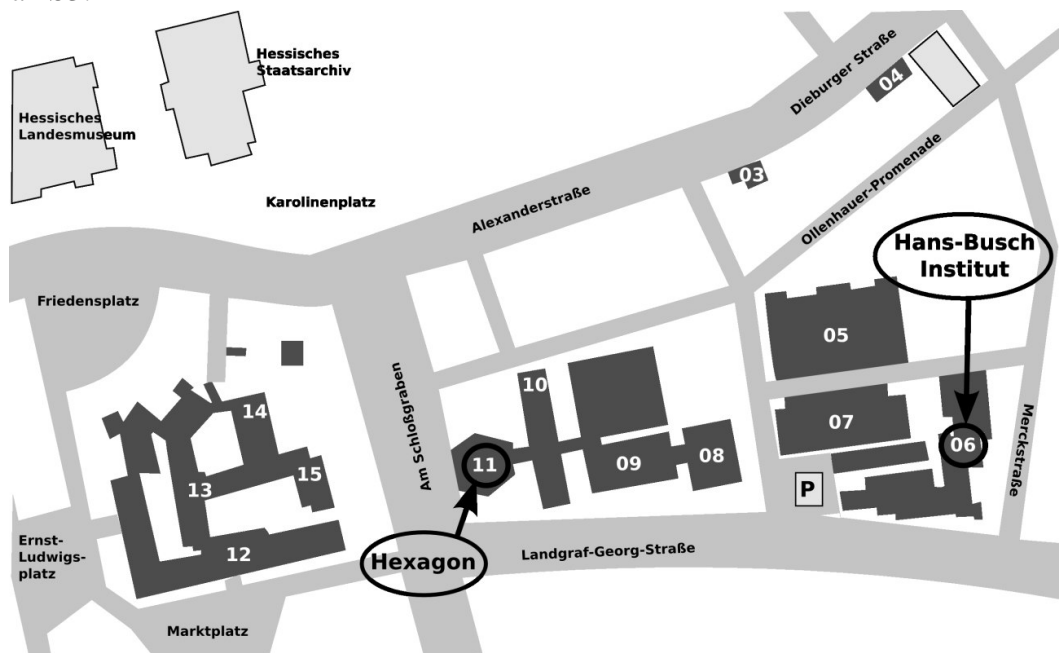 Hessisches
Staatsarchiv
Hessisches
Landesmuseum
Karolinenplatz
Alexanderstraße
Dieburger Straße
04
03
Ollenhauer-Promenade
Hans-Busch
Institut
Friedensplatz
Am Schloßgraben
05
10
14
07
Merckstraße
06
11
09
08
15
13
P
12
Ernst-
Ludwigs-
platz
Hexagon
Landgraf-Georg-Straße
Marktplatz